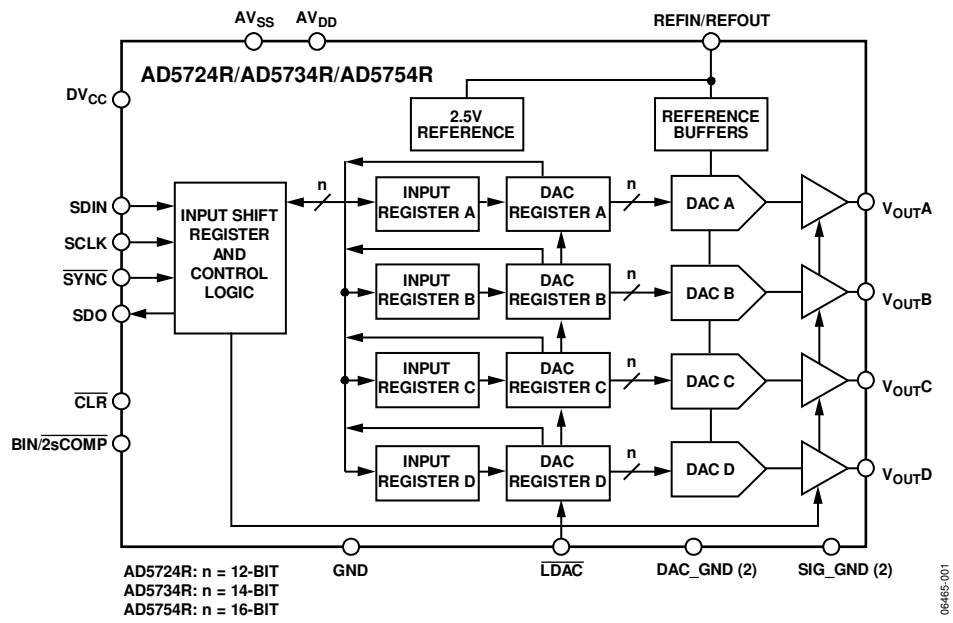 AVSS
AVDD
REFIN/REFOUT
AD5724R/AD5734R/AD5754R
DVCC
2.5V
REFERENCE
REFERENCE
BUFFERS
SDIN
SCLK
SYNC
SDO
CLR
BIN/2sCOMP
INPUT SHIFT
REGISTER
AND
CONTROL
LOGIC
n
INPUT
REGISTER A
DAC
REGISTER A
n
DAC A
VOUTA
INPUT
REGISTER B
DAC
REGISTER B
n
DAC B
VOUTB
INPUT
REGISTER C
DAC
REGISTER C
n
DAC C
VOUTC
INPUT
REGISTER D
DAC
REGISTER D
n
DAC D
VOUTD
AD5724R: n = 12-BIT
AD5734R: n = 14-BIT
AD5754R: n = 16-BIT
GND
LDAC
DAC_GND (2)
SIG_GND (2)
06465-001